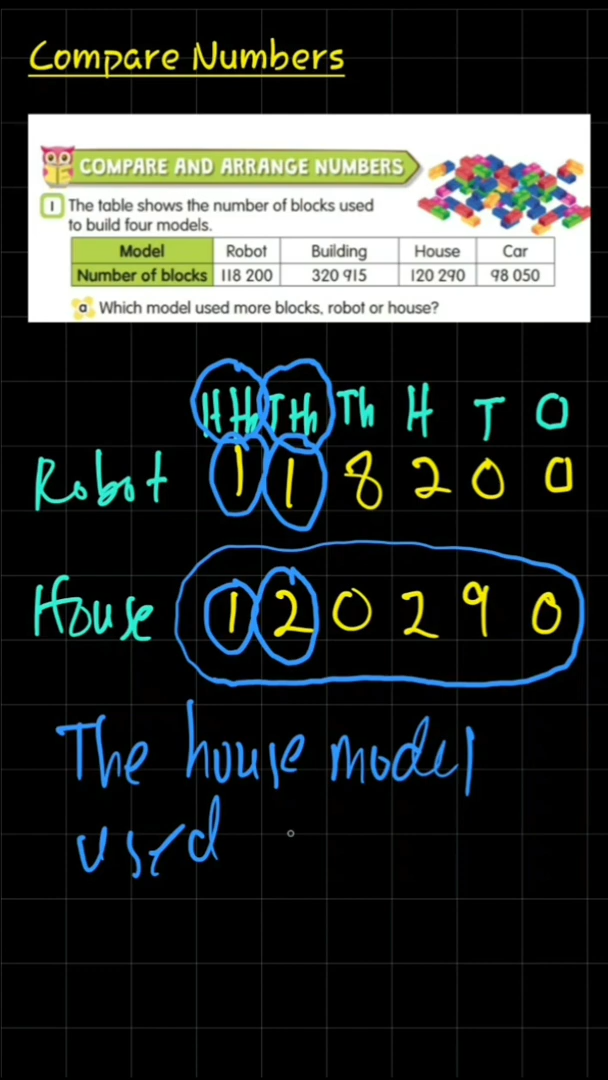 Compare Numbers
COMPARE AND ARRANGE NUMBERS
1 The table shows the number of blocks used
to build four models.
Model Robot Building House Car
Number of blocks 118 200 320 915 120 290 98 050
a Which model used more blocks, robot or house?
HTh TTh Th H T O
Robot 1 1 8 2 0 0
House 1 2 0 2 9 0
The house model
used